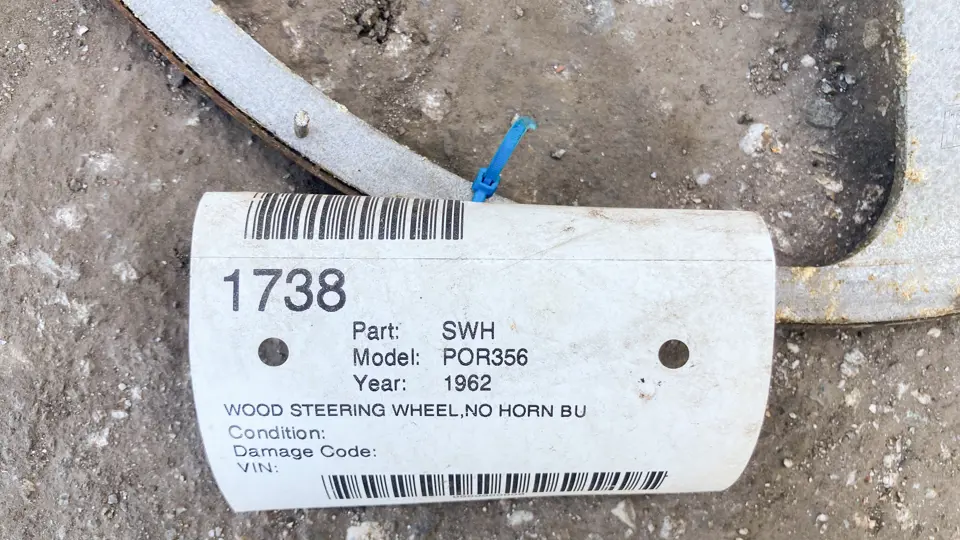 1738
Part: SWH
Model: POR356
Year: 1962
WOOD STEERING WHEEL,NO HORN BU
Condition:
Damage Code:
VIN: